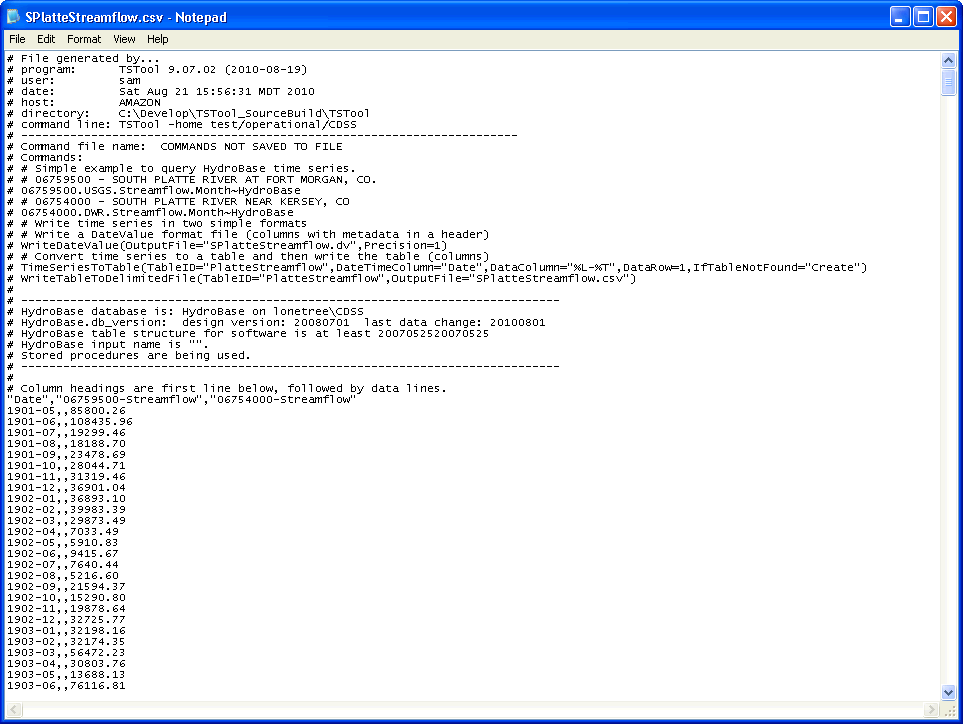 SPlatteStreamflow.csv - Notepad
File Edit Format View Help
# File generated by...
# program:      TSTool 9.07.02 (2010-08-19)
# user:         sam
# date:         Sat Aug 21 15:56:31 MDT 2010
# host:         AMAZON
# directory:    C:\Develop\TSTool_SourceBuild\TSTool
# command line: TSTool -home test/operational/CDSS
# -----------------------------------------------------------------------
# Command file name:  COMMANDS NOT SAVED TO FILE
# Commands:
# # Simple example to query HydroBase time series.
# # 06759500 - SOUTH PLATTE RIVER AT FORT MORGAN, CO.
# 06759500.USGS.Streamflow.Month~HydroBase
# # 06754000 - SOUTH PLATTE RIVER NEAR KERSEY, CO
# 06754000.DWR.Streamflow.Month~HydroBase
# # Write time series in two simple formats
# # Write a DateValue format file (columns with metadata in a header)
# WriteDateValue(OutputFile="SPlatteStreamflow.dv",Precision=1)
# # Convert time series to a table and then write the table (columns)
# TimeSeriesToTable(TableID="PlatteStreamflow",DateTimeColumn="Date",DataColumn="%L-%T",DataRow=1,IfTableNotFound="Create")
# WriteTableToDelimitedFile(TableID="PlatteStreamflow",OutputFile="SPlatteStreamflow.csv")
#
# -----------------------------------------------------------------------------
# HydroBase database is: HydroBase on lonetree\CDSS
# HydroBase.db_version:  design version: 20080701  last data change: 20100801
# HydroBase table structure for software is at least 2007052520070525
# HydroBase input name is "".
# Stored procedures are being used.
# -----------------------------------------------------------------------------
#
# Column headings are first line below, followed by data lines.
"Date","06759500-Streamflow","06754000-Streamflow"
1901-05,,85800.26
1901-06,,108435.96
1901-07,,19299.46
1901-08,,18188.70
1901-09,,23478.69
1901-10,,28044.71
1901-11,,31319.46
1901-12,,36901.04
1902-01,,36893.10
1902-02,,39983.39
1902-03,,29873.49
1902-04,,7033.49
1902-05,,5910.83
1902-06,,9415.67
1902-07,,7640.44
1902-08,,5216.60
1902-09,,21594.37
1902-10,,15290.80
1902-11,,19878.64
1902-12,,32725.77
1903-01,,32198.16
1903-02,,32174.35
1903-03,,56472.23
1903-04,,30803.76
1903-05,,13688.13
1903-06,,76116.81